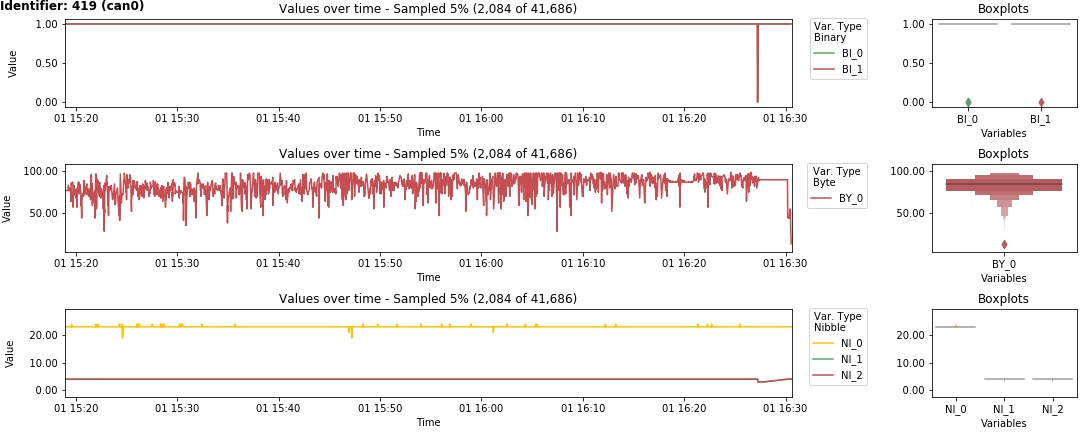 Identifier: 419 (can0)
Values over time - Sampled 5% (2,084 of 41,686)
Boxplots
1.00
0.50
0.00
Value
01 15:20 01 15:30 01 15:40 01 15:50 01 16:00 01 16:10 01 16:20 01 16:30
Time
Var. Type
Binary
BI_0
BI_1
1.00
0.50
0.00
BI_0 BI_1
Variables
Values over time - Sampled 5% (2,084 of 41,686)
Boxplots
100.00
50.00
Value
01 15:20 01 15:30 01 15:40 01 15:50 01 16:00 01 16:10 01 16:20 01 16:30
Time
Var. Type
Byte
BY_0
100.00
50.00
BY_0
Variables
Values over time - Sampled 5% (2,084 of 41,686)
Boxplots
20.00
10.00
0.00
Value
01 15:20 01 15:30 01 15:40 01 15:50 01 16:00 01 16:10 01 16:20 01 16:30
Time
Var. Type
Nibble
NI_0
NI_1
NI_2
20.00
10.00
0.00
NI_0 NI_1 NI_2
Variables